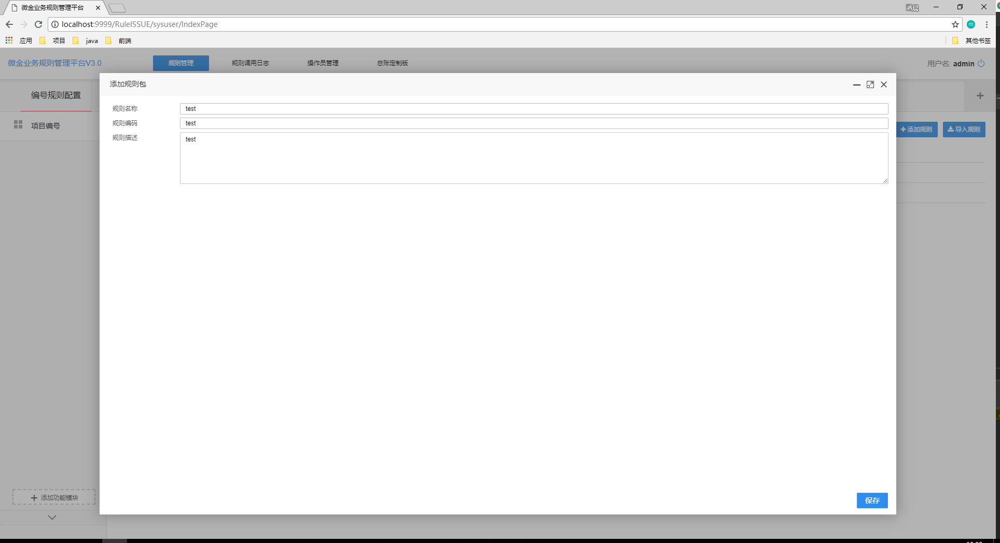 微金业务规则管理平台
涵晨
localhost:9999/RuleISSUE/sysuser/indexPage
m
应用 项目 java 前端 其他书签
微金业务规则管理平台V3.0 规则管理 规则调用日志 操作员管理 总账定制版 用户名: admin
添加规则包
编号规则配置
规则名称 test
规则编码 test
项目编号
添加规则 导入规则
规则描述 test
添加功能模块
保存